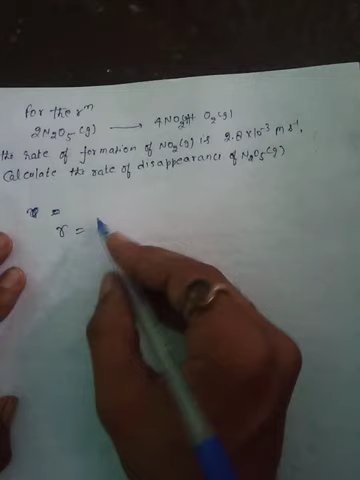 For the rxn
2N2O5(g) ⟶ 4NO2(g)+ O2(g)
the rate of formation of NO2(g) is 2.8×10⁻³ M s⁻¹.
Calculate the rate of disappearance of N2O5(g)
r =
r =